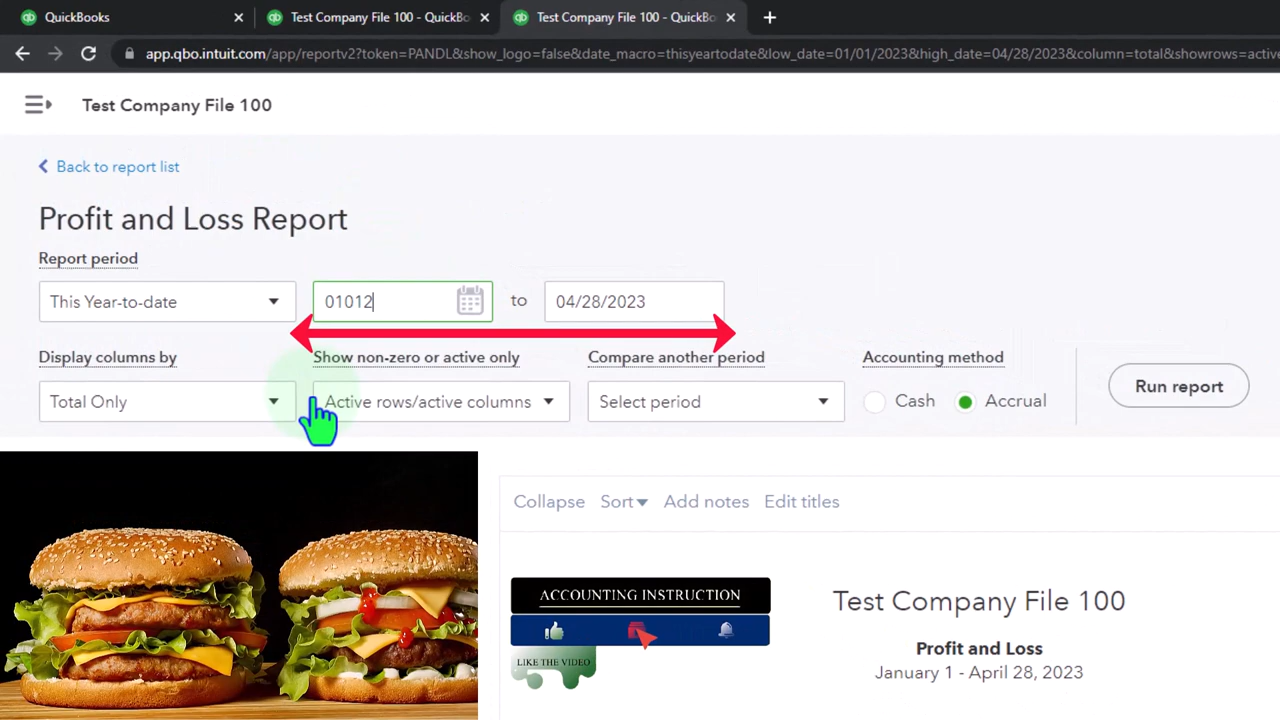 QuickBooks
Test Company File 100 - QuickBo
Test Company File 100 - QuickBo
app.qbo.intuit.com/app/reportv2?token=PANDL&show_logo=false&date_macro=thisyeartodate&low_date=01/01/2023&high_date=04/28/2023&column=total&showrows=active
Test Company File 100
Back to report list
Profit and Loss Report
Report period
This Year-to-date 01012 to 04/28/2023
Display columns by Show non-zero or active only Compare another period Accounting method
Total Only Active rows/active columns Select period Cash Accrual Run report
Collapse Sort Add notes Edit titles
ACCOUNTING INSTRUCTION
LIKE THE VIDEO
Test Company File 100
Profit and Loss
January 1 - April 28, 2023